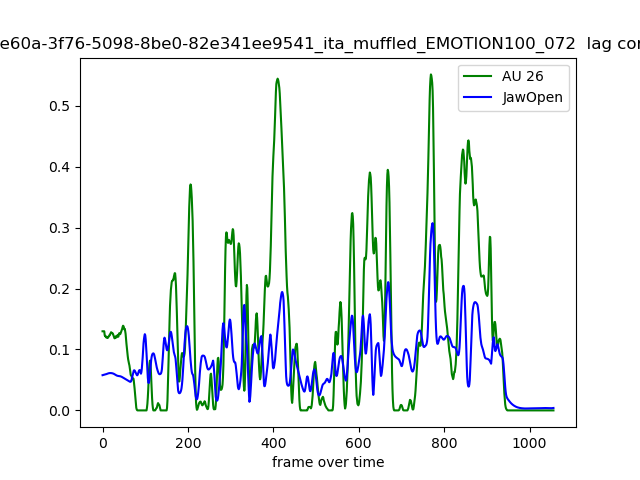 e60a-3f76-5098-8be0-82e341ee9541_ita_muffled_EMOTION100_072 lag
AU 26
JawOpen
0.5
0.4
0.3
0.2
0.1
0.0
0 200 400 600 800 1000
frame over time